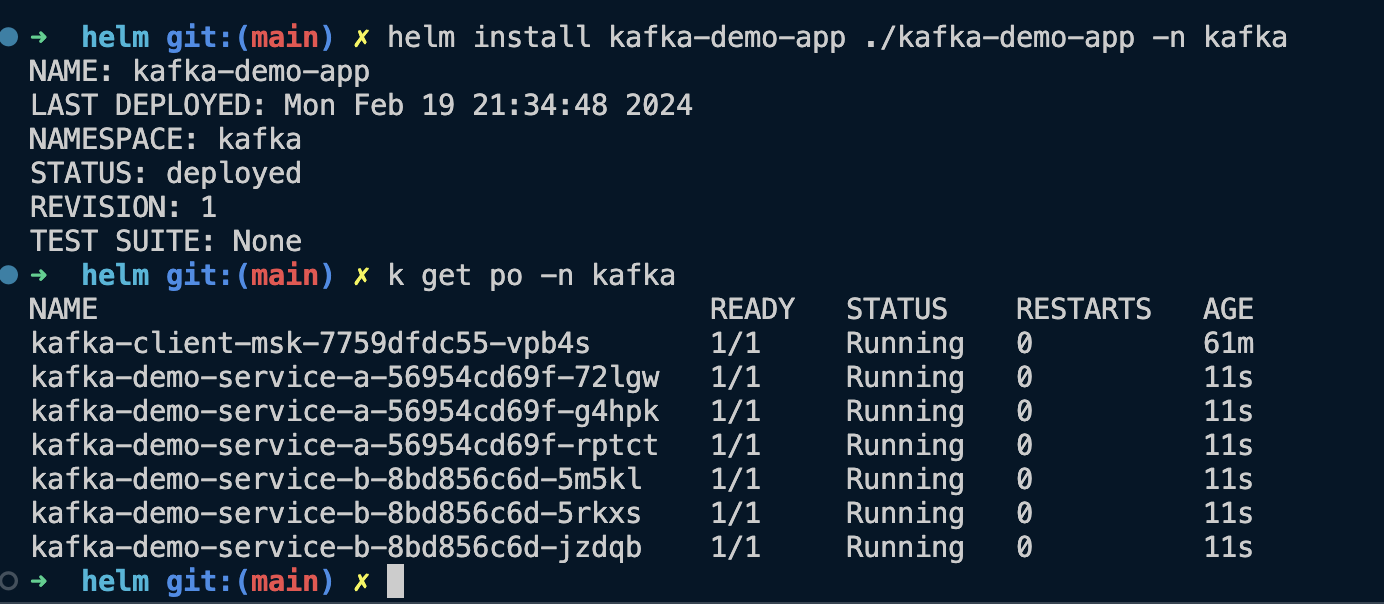 ➜  helm git:(main) ✗ helm install kafka-demo-app ./kafka-demo-app -n kafka
NAME: kafka-demo-app
LAST DEPLOYED: Mon Feb 19 21:34:48 2024
NAMESPACE: kafka
STATUS: deployed
REVISION: 1
TEST SUITE: None
➜  helm git:(main) ✗ k get po -n kafka
NAME                                    READY   STATUS    RESTARTS   AGE
kafka-client-msk-7759dfdc55-vpb4s       1/1     Running   0          61m
kafka-demo-service-a-56954cd69f-72lgw   1/1     Running   0          11s
kafka-demo-service-a-56954cd69f-g4hpk   1/1     Running   0          11s
kafka-demo-service-a-56954cd69f-rptct   1/1     Running   0          11s
kafka-demo-service-b-8bd856c6d-5m5kl    1/1     Running   0          11s
kafka-demo-service-b-8bd856c6d-5rkxs    1/1     Running   0          11s
kafka-demo-service-b-8bd856c6d-jzdqb    1/1     Running   0          11s
➜  helm git:(main) ✗